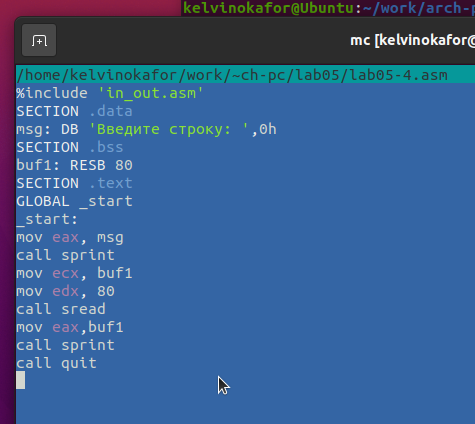 kelvinokafor@Ubuntu:~/work/arch-p
mc [kelvinokafor@
/home/kelvinokafor/work/~ch-pc/lab05/lab05-4.asm
%include 'in_out.asm'
SECTION .data
msg: DB 'Введите строку: ',0h
SECTION .bss
buf1: RESB 80
SECTION .text
GLOBAL _start
_start:
mov eax, msg
call sprint
mov ecx, buf1
mov edx, 80
call sread
mov eax,buf1
call sprint
call quit